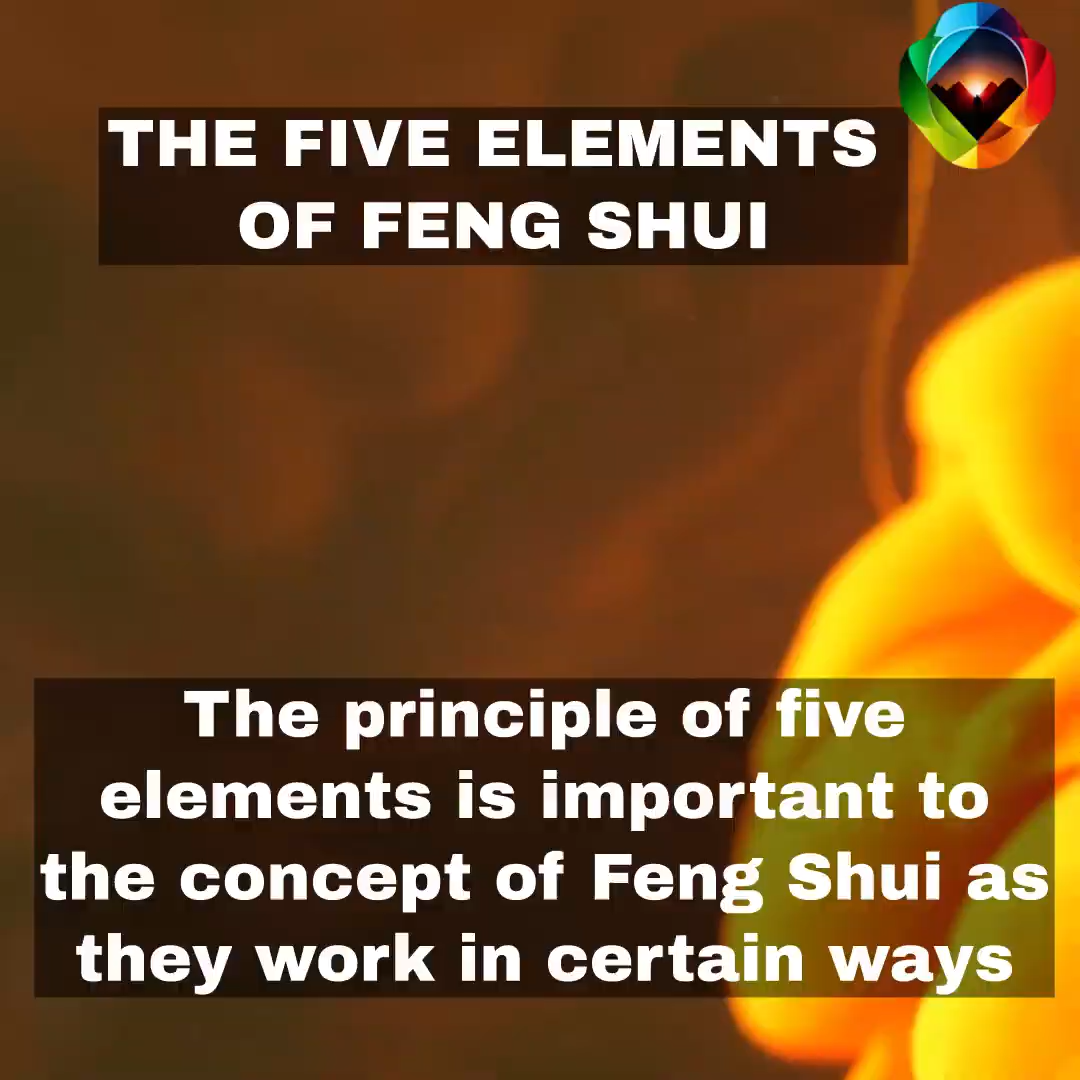 THE FIVE ELEMENTS
OF FENG SHUI
The principle of five
elements is important to
the concept of Feng Shui as
they work in certain ways